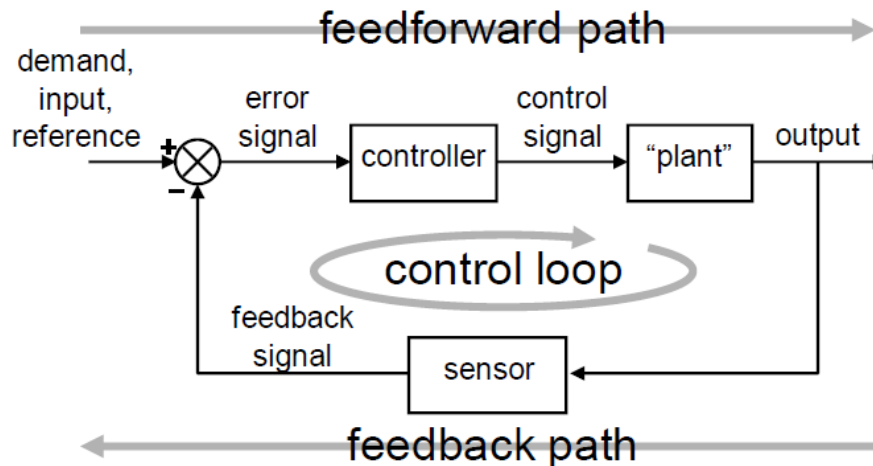 feedforward path
demand,
input,
reference
error
signal
control
signal
+
−
controller
“plant”
output
control loop
feedback
signal
sensor
feedback path